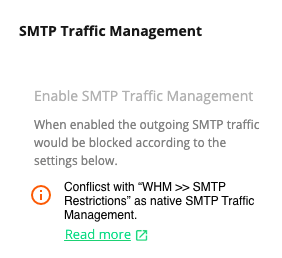 SMTP Traffic Management
Enable SMTP Traffic Management
When enabled the outgoing SMTP traffic
would be blocked according to the
settings below.
Conflicst with “WHM >> SMTP
Restrictions” as native SMTP Traffic
Management.
Read more